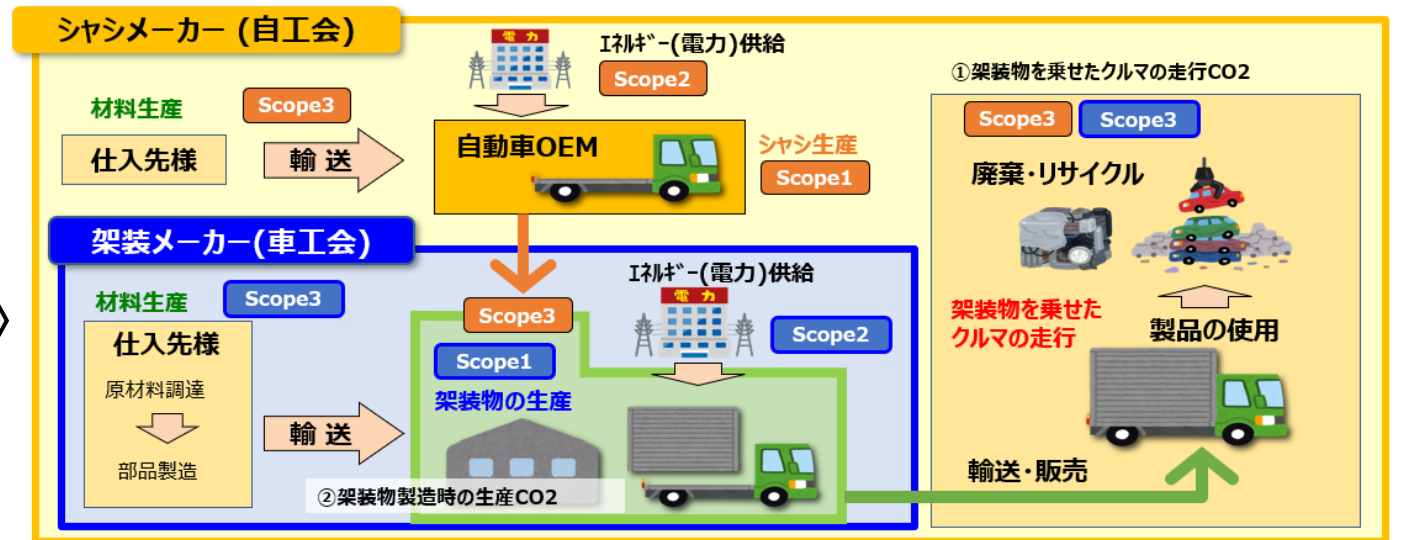 シャシメーカー (自工会)
電 力
ｴﾈﾙｷﾞｰ(電力)供給
Scope2
材料生産
Scope3
仕入先様
輸 送
自動車OEM
シャシ生産
Scope1
架装メーカー(車工会)
材料生産
Scope3
仕入先様
原材料調達
部品製造
輸 送
Scope3
Scope1
架装物の生産
ｴﾈﾙｷﾞｰ(電力)供給
電 力
Scope2
②架装物製造時の生産CO2
①架装物を乗せたクルマの走行CO2
Scope3
Scope3
廃棄・リサイクル
架装物を乗せた
クルマの走行
製品の使用
輸送・販売